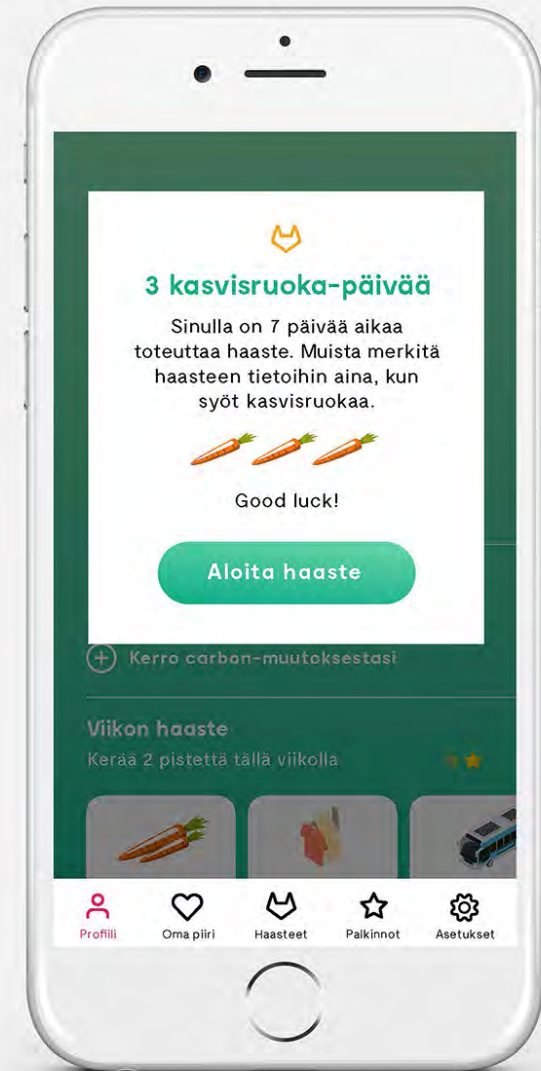 3 kasvisruoka-päivää
Sinulla on 7 päivää aikaa
toteuttaa haaste. Muista merkitä
haasteen tietoihin aina, kun
syöt kasvisruokaa.
Good luck!
Aloita haaste
Kerro carbon-muutoksestasi
Viikon haaste
Kerää 2 pistettä tällä viikolla
Profiili
Oma piiri
Haasteet
Palkinnot
Asetukset